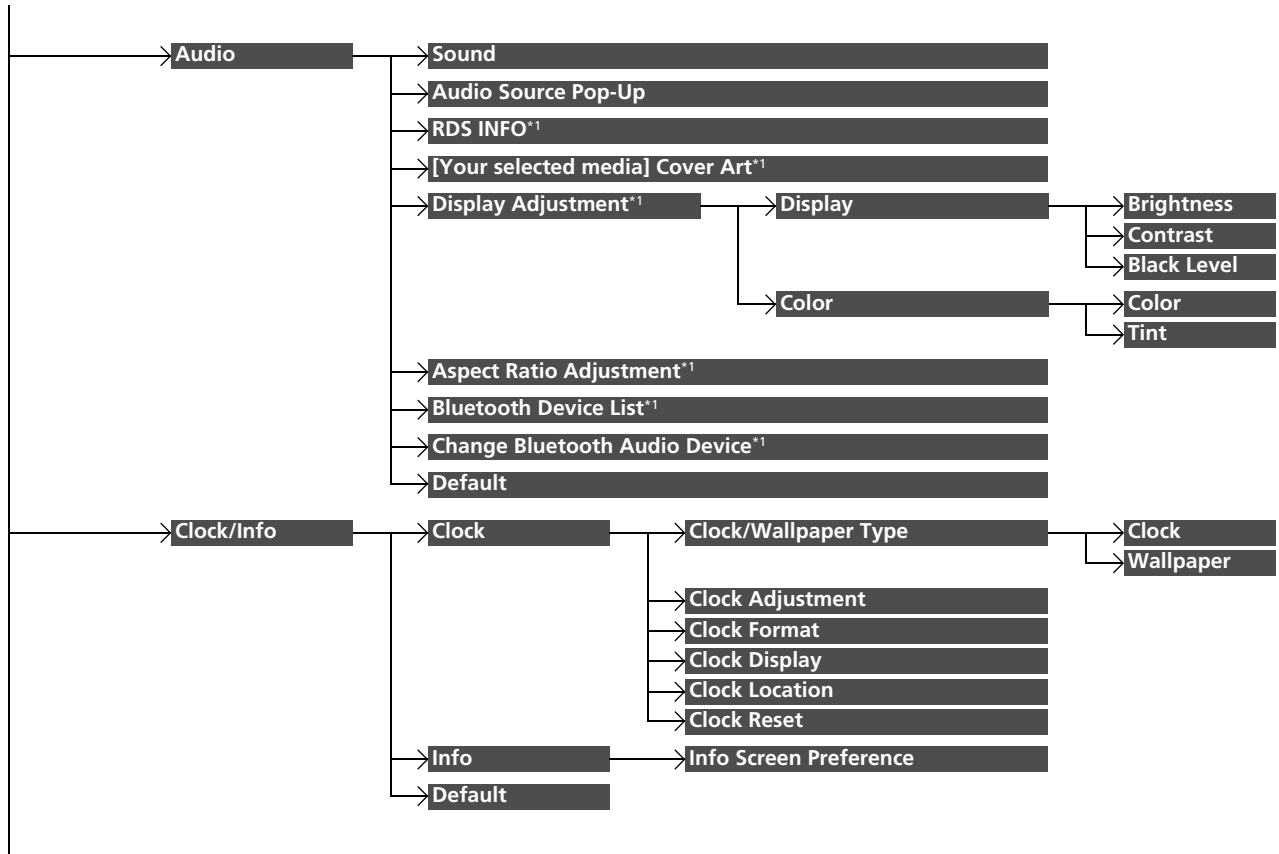 Audio
Sound
Audio Source Pop-Up
RDS INFO*1
[Your selected media] Cover Art*1
Display Adjustment*1
Display
Brightness
Contrast
Black Level
Color
Color
Tint
Aspect Ratio Adjustment*1
Bluetooth Device List*1
Change Bluetooth Audio Device*1
Default
Clock/Info
Clock
Clock/Wallpaper Type
Clock
Wallpaper
Clock Adjustment
Clock Format
Clock Display
Clock Location
Clock Reset
Info
Info Screen Preference
Default